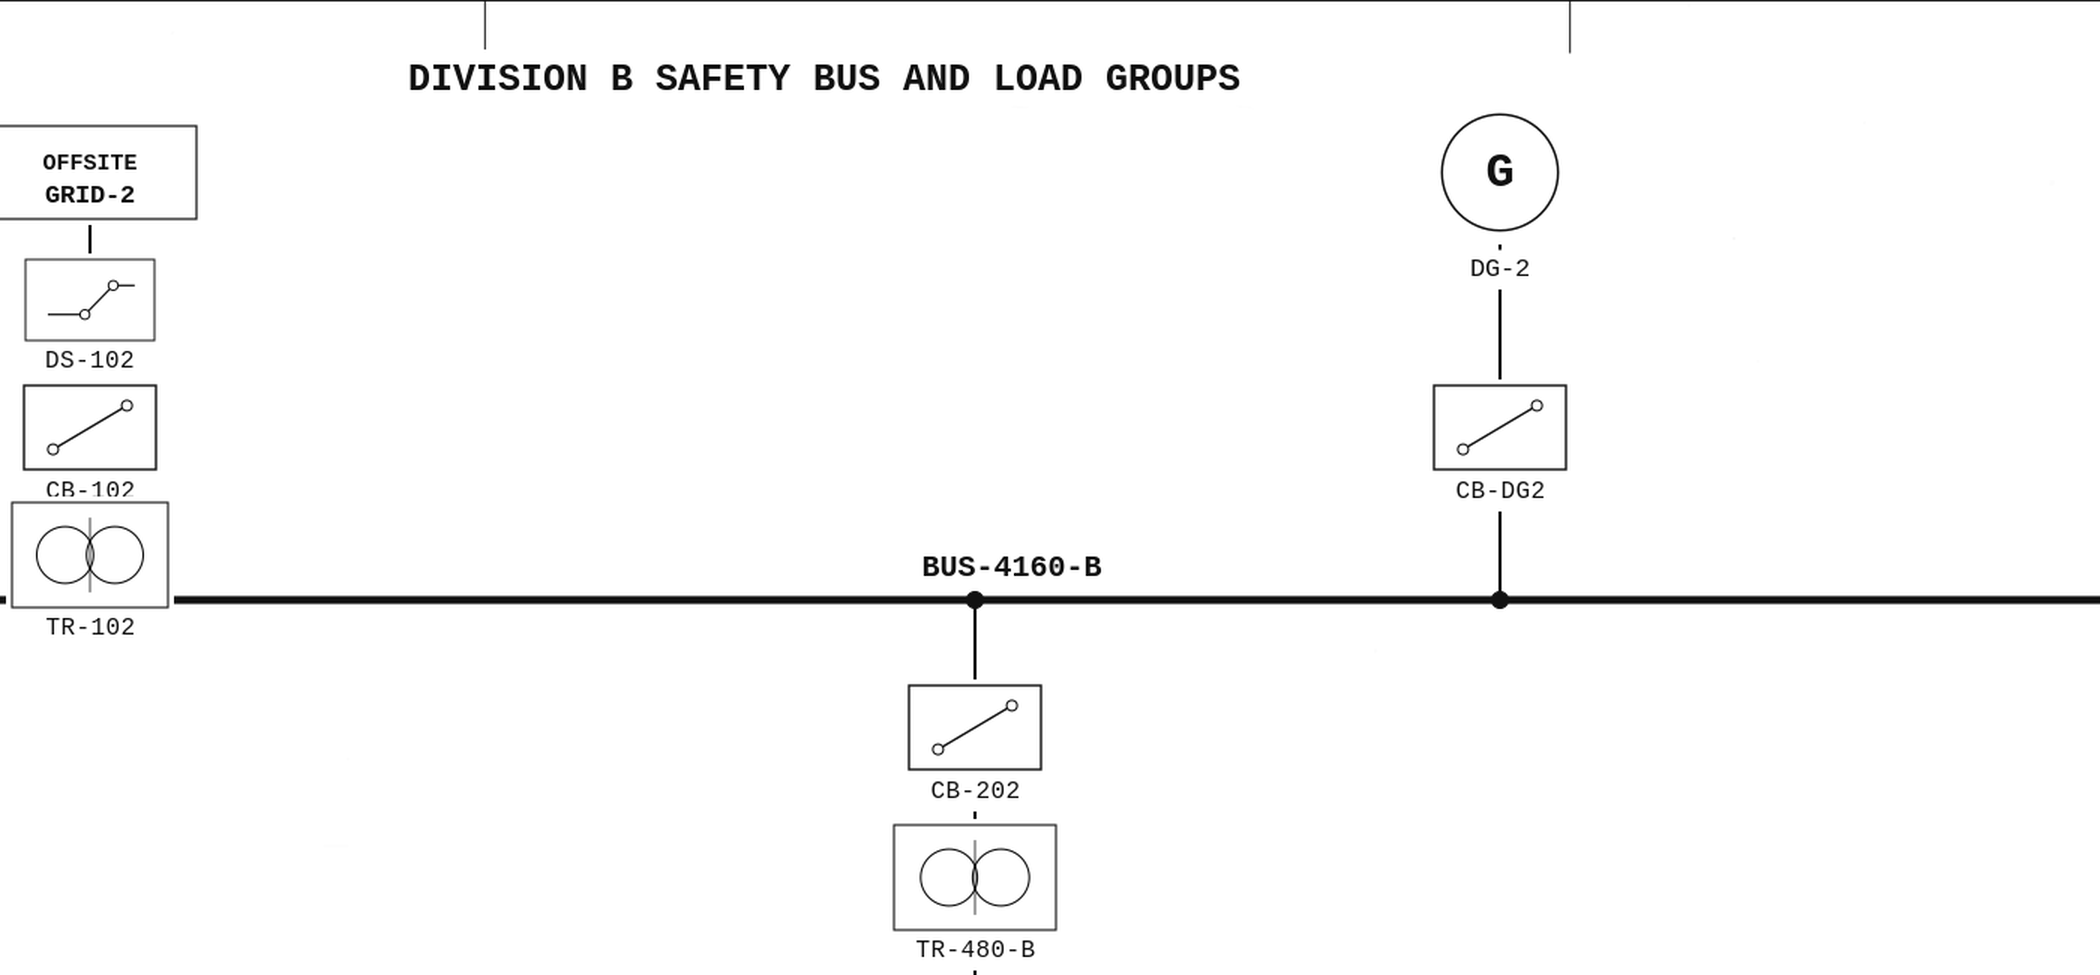 DIVISION B SAFETY BUS AND LOAD GROUPS
OFFSITE
GRID-2
G
DG-2
DS-102
CB-102
CB-DG2
BUS-4160-B
TR-102
CB-202
TR-480-B